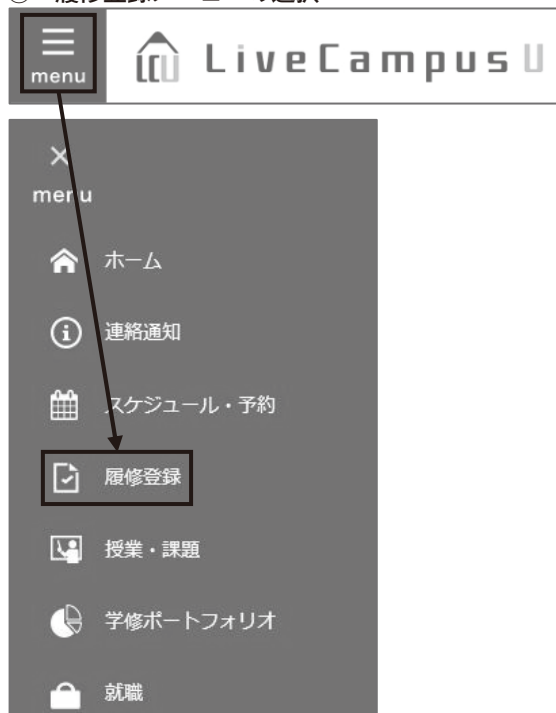 menu
LiveCampusU
menu
ホーム
連絡通知
スケジュール・予約
履修登録
授業・課題
学修ポートフォリオ
就職